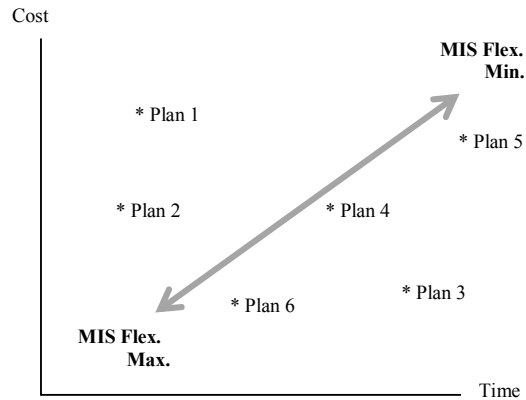 Cost
MIS Flex.
Min.
* Plan 1
* Plan 5
* Plan 2
* Plan 4
* Plan 3
* Plan 6
MIS Flex.
Max.
Time